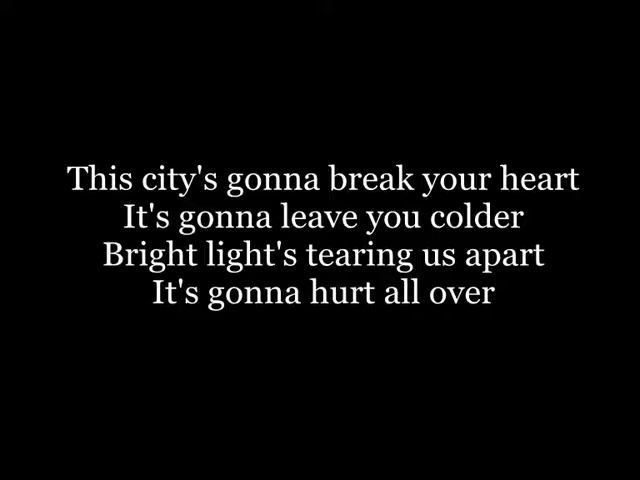 This city's gonna break your heart
It's gonna leave you colder
Bright light's tearing us apart
It's gonna hurt all over